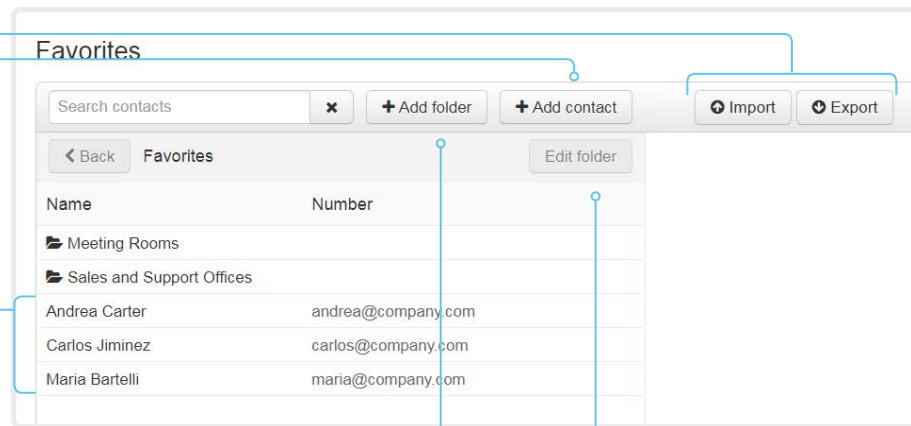 Favorites
Search contacts ✖ + Add folder + Add contact Import Export
Back Favorites Edit folder
Name Number
Meeting Rooms
Sales and Support Offices
Andrea Carter andrea@company.com
Carlos Jiminez carlos@company.com
Maria Bartelli maria@company.com